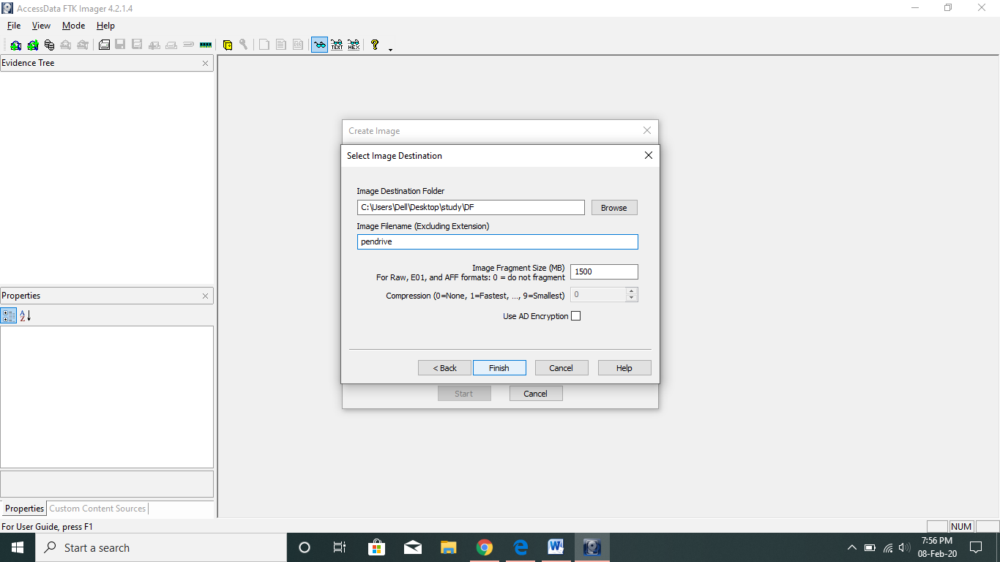 AccessData FTK Imager 4.2.1.4
File View Mode Help
DIR TEXT HEX ?
Evidence Tree
Create Image
Select Image Destination
Image Destination Folder
C:\Users\Dell\Desktop\study\DF
Browse
Image Filename (Excluding Extension)
pendrive
Image Fragment Size (MB)
For Raw, E01, and AFF formats: 0 = do not fragment
1500
Compression (0=None, 1=Fastest, ..., 9=Smallest)
0
Use AD Encryption
< Back
Finish
Cancel
Help
Start
Cancel
Properties
A
Z
Properties
Custom Content Sources
For User Guide, press F1
NUM
Start a search
7:56 PM
08-Feb-20